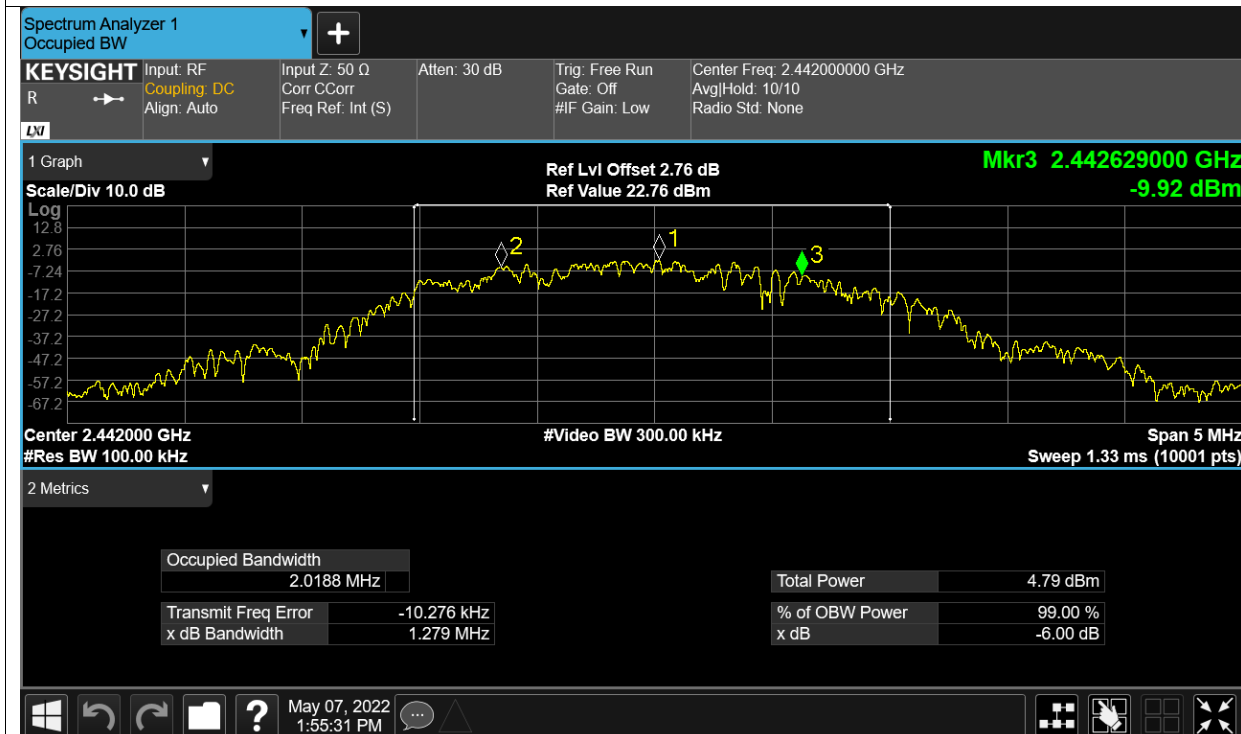 Spectrum Analyzer 1
Occupied BW
+
KEYSIGHT
R
LXI
Input: RF
Coupling: DC
Align: Auto
Input Z: 50 Ω
Corr CCorr
Freq Ref: Int (S)
Atten: 30 dB
Trig: Free Run
Gate: Off
#IF Gain: Low
Center Freq: 2.442000000 GHz
Avg|Hold: 10/10
Radio Std: None
1 Graph
Scale/Div 10.0 dB
Ref Lvl Offset 2.76 dB
Ref Value 22.76 dBm
Mkr3 2.442629000 GHz
-9.92 dBm
Log
12.8
2.76
-7.24
-17.2
-27.2
-37.2
-47.2
-57.2
-67.2
2
1
3
Center 2.442000 GHz
#Video BW 300.00 kHz
Span 5 MHz
#Res BW 100.00 kHz
Sweep 1.33 ms (10001 pts)
2 Metrics
Occupied Bandwidth
2.0188 MHz
Transmit Freq Error -10.276 kHz
x dB Bandwidth 1.279 MHz
Total Power 4.79 dBm
% of OBW Power 99.00 %
x dB -6.00 dB
?
May 07, 2022
1:55:31 PM